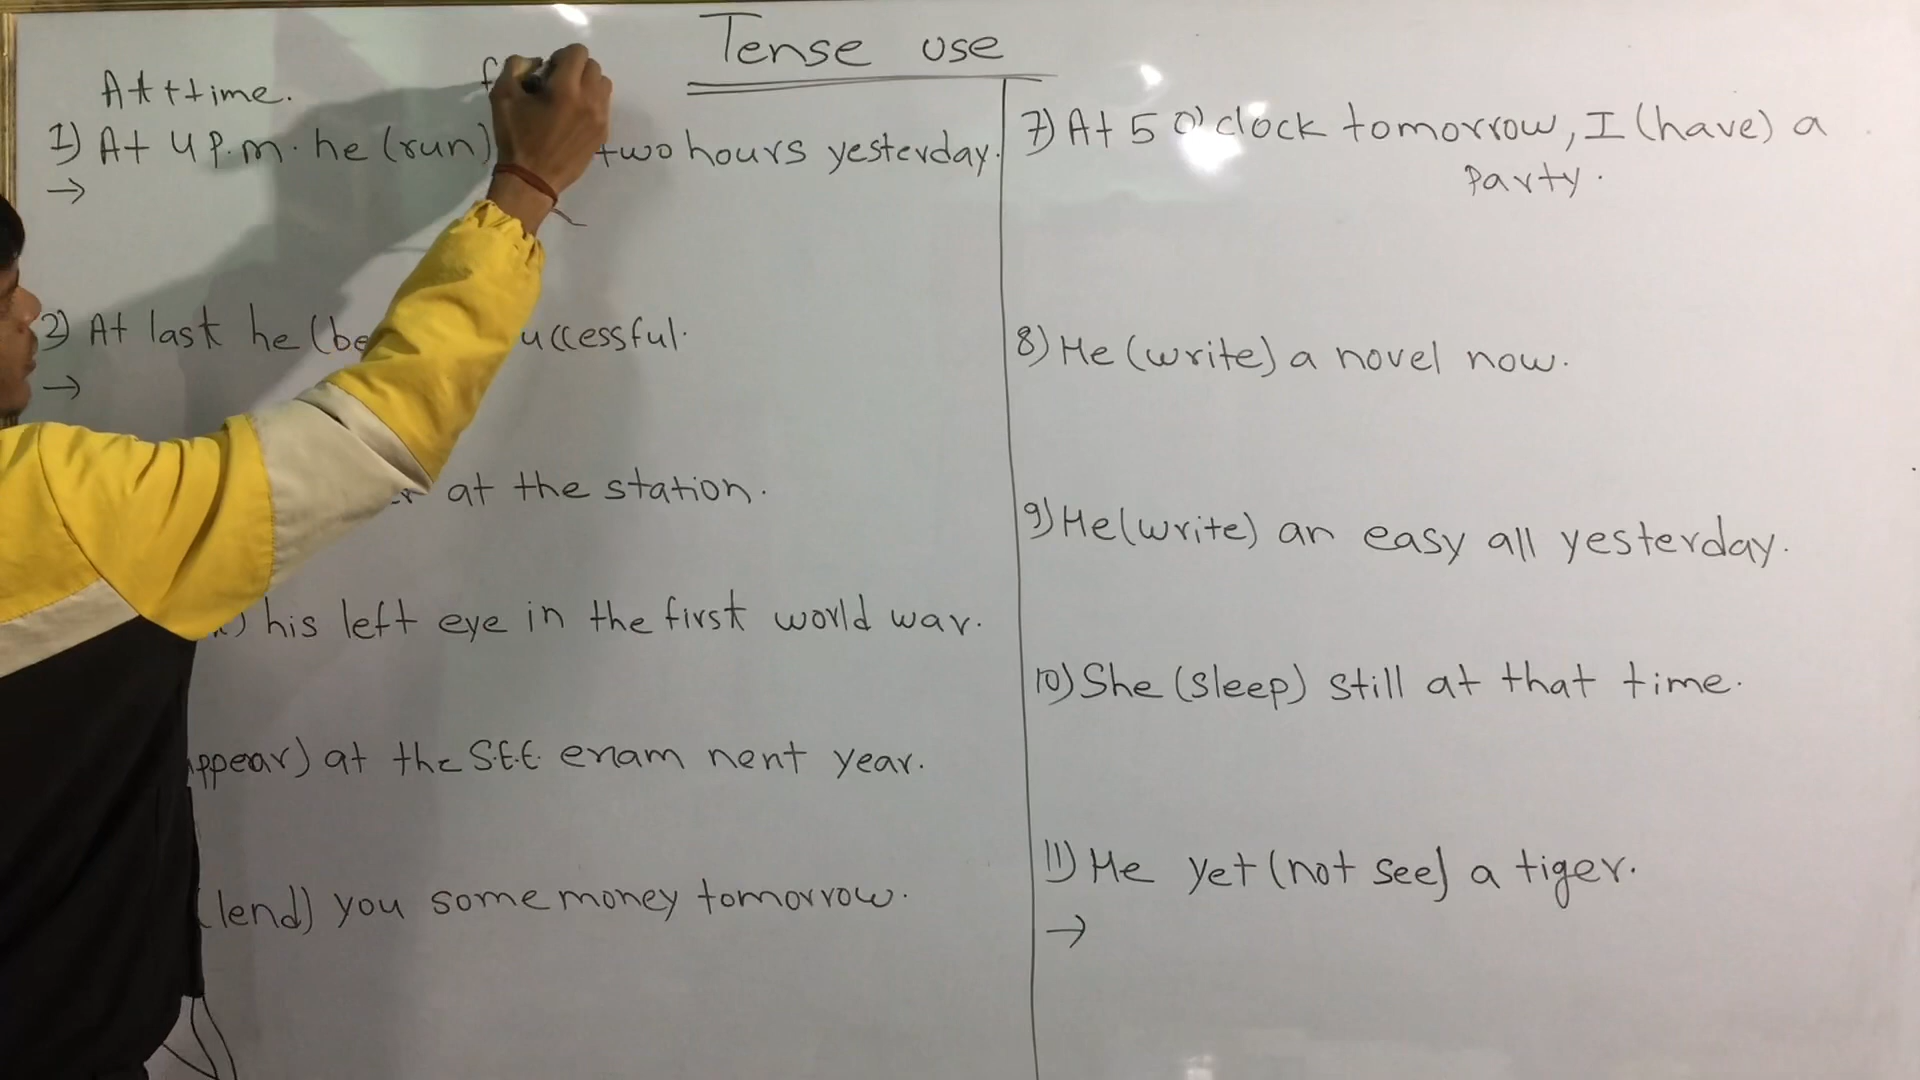 Tense use
At + time.
1) At 4 P.m. he (run) two hours yesterday.
→
2) At last he (be uccessful.
→
at the station.
his left eye in the first world war.
ppear) at the S.E.E. exam next year.
(lend) you some money tomorrow.
7) At 5 O'clock tomorrow, I (have) a
Party.
8) He (write) a novel now.
9) He (write) an easy all yesterday.
10) She (sleep) still at that time.
11) He yet (not see) a tiger.
→